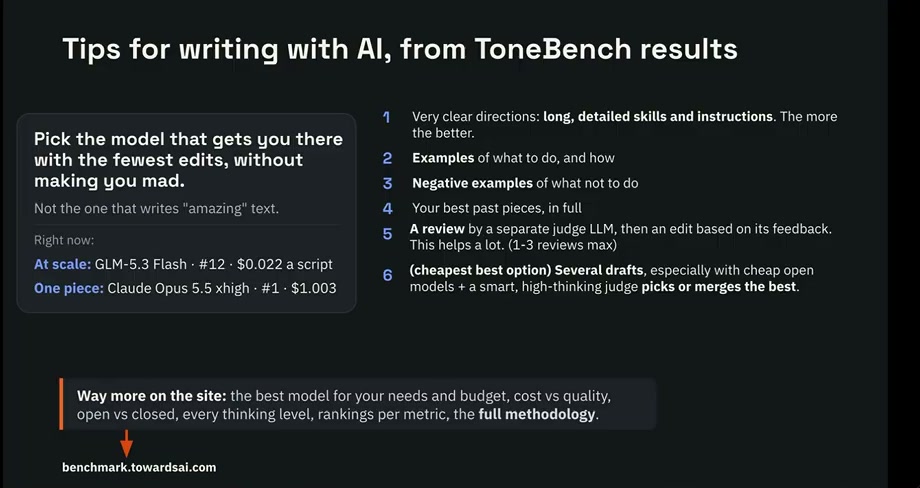 Tips for writing with AI, from ToneBench results
Pick the model that gets you there
with the fewest edits, without
making you mad.
Not the one that writes "amazing" text.
Right now:
At scale: GLM-5.3 Flash · #12 · $0.022 a script
One piece: Claude Opus 5.5 xhigh · #1 · $1.003
1 Very clear directions: long, detailed skills and instructions. The more
the better.
2 Examples of what to do, and how
3 Negative examples of what not to do
4 Your best past pieces, in full
5 A review by a separate judge LLM, then an edit based on its feedback.
This helps a lot. (1-3 reviews max)
6 (cheapest best option) Several drafts, especially with cheap open
models + a smart, high-thinking judge picks or merges the best.
Way more on the site: the best model for your needs and budget, cost vs quality,
open vs closed, every thinking level, rankings per metric, the full methodology.
benchmark.towardsai.com